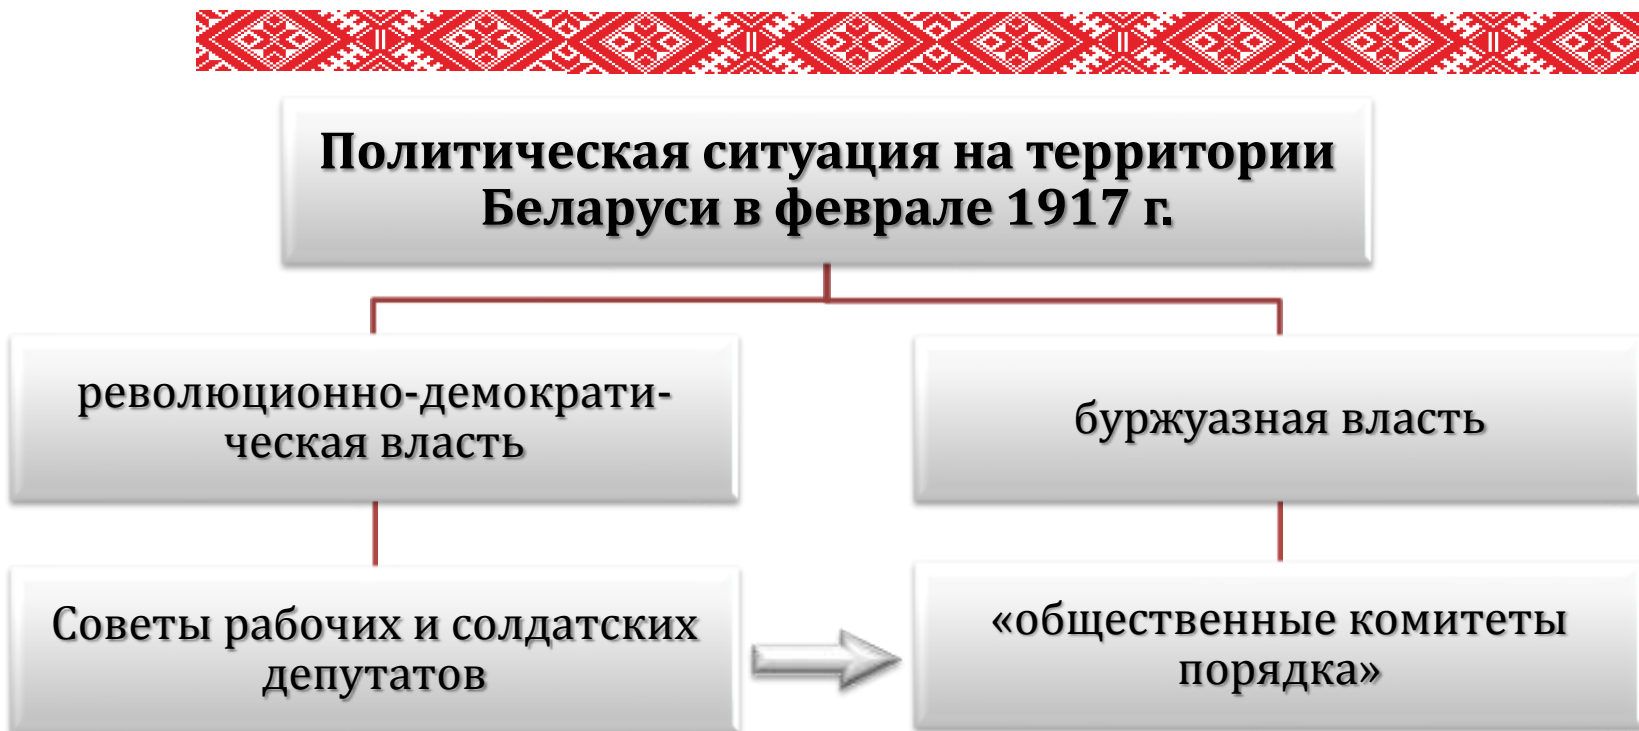 Политическая ситуация на территории
Беларуси в феврале 1917 г.
революционно-демократи-
ческая власть
буржуазная власть
Советы рабочих и солдатских
депутатов
«общественные комитеты
порядка»